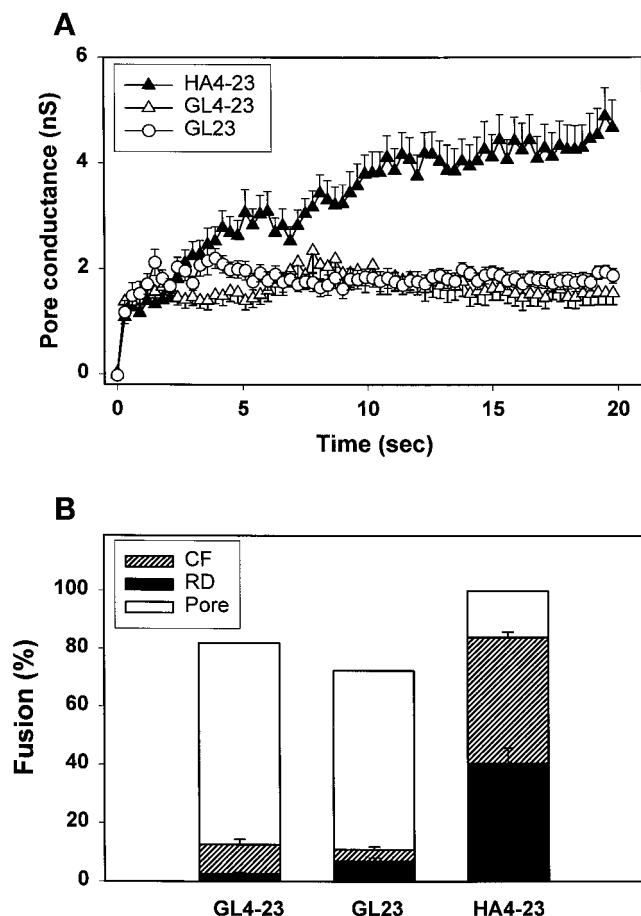 A
6
HA4-23
GL4-23
GL23
4
2
0
Pore conductance (nS)
0 5 10 15 20
Time (sec)
B
CF
RD
Pore
100
80
60
40
20
0
Fusion (%)
GL4-23 GL23 HA4-23